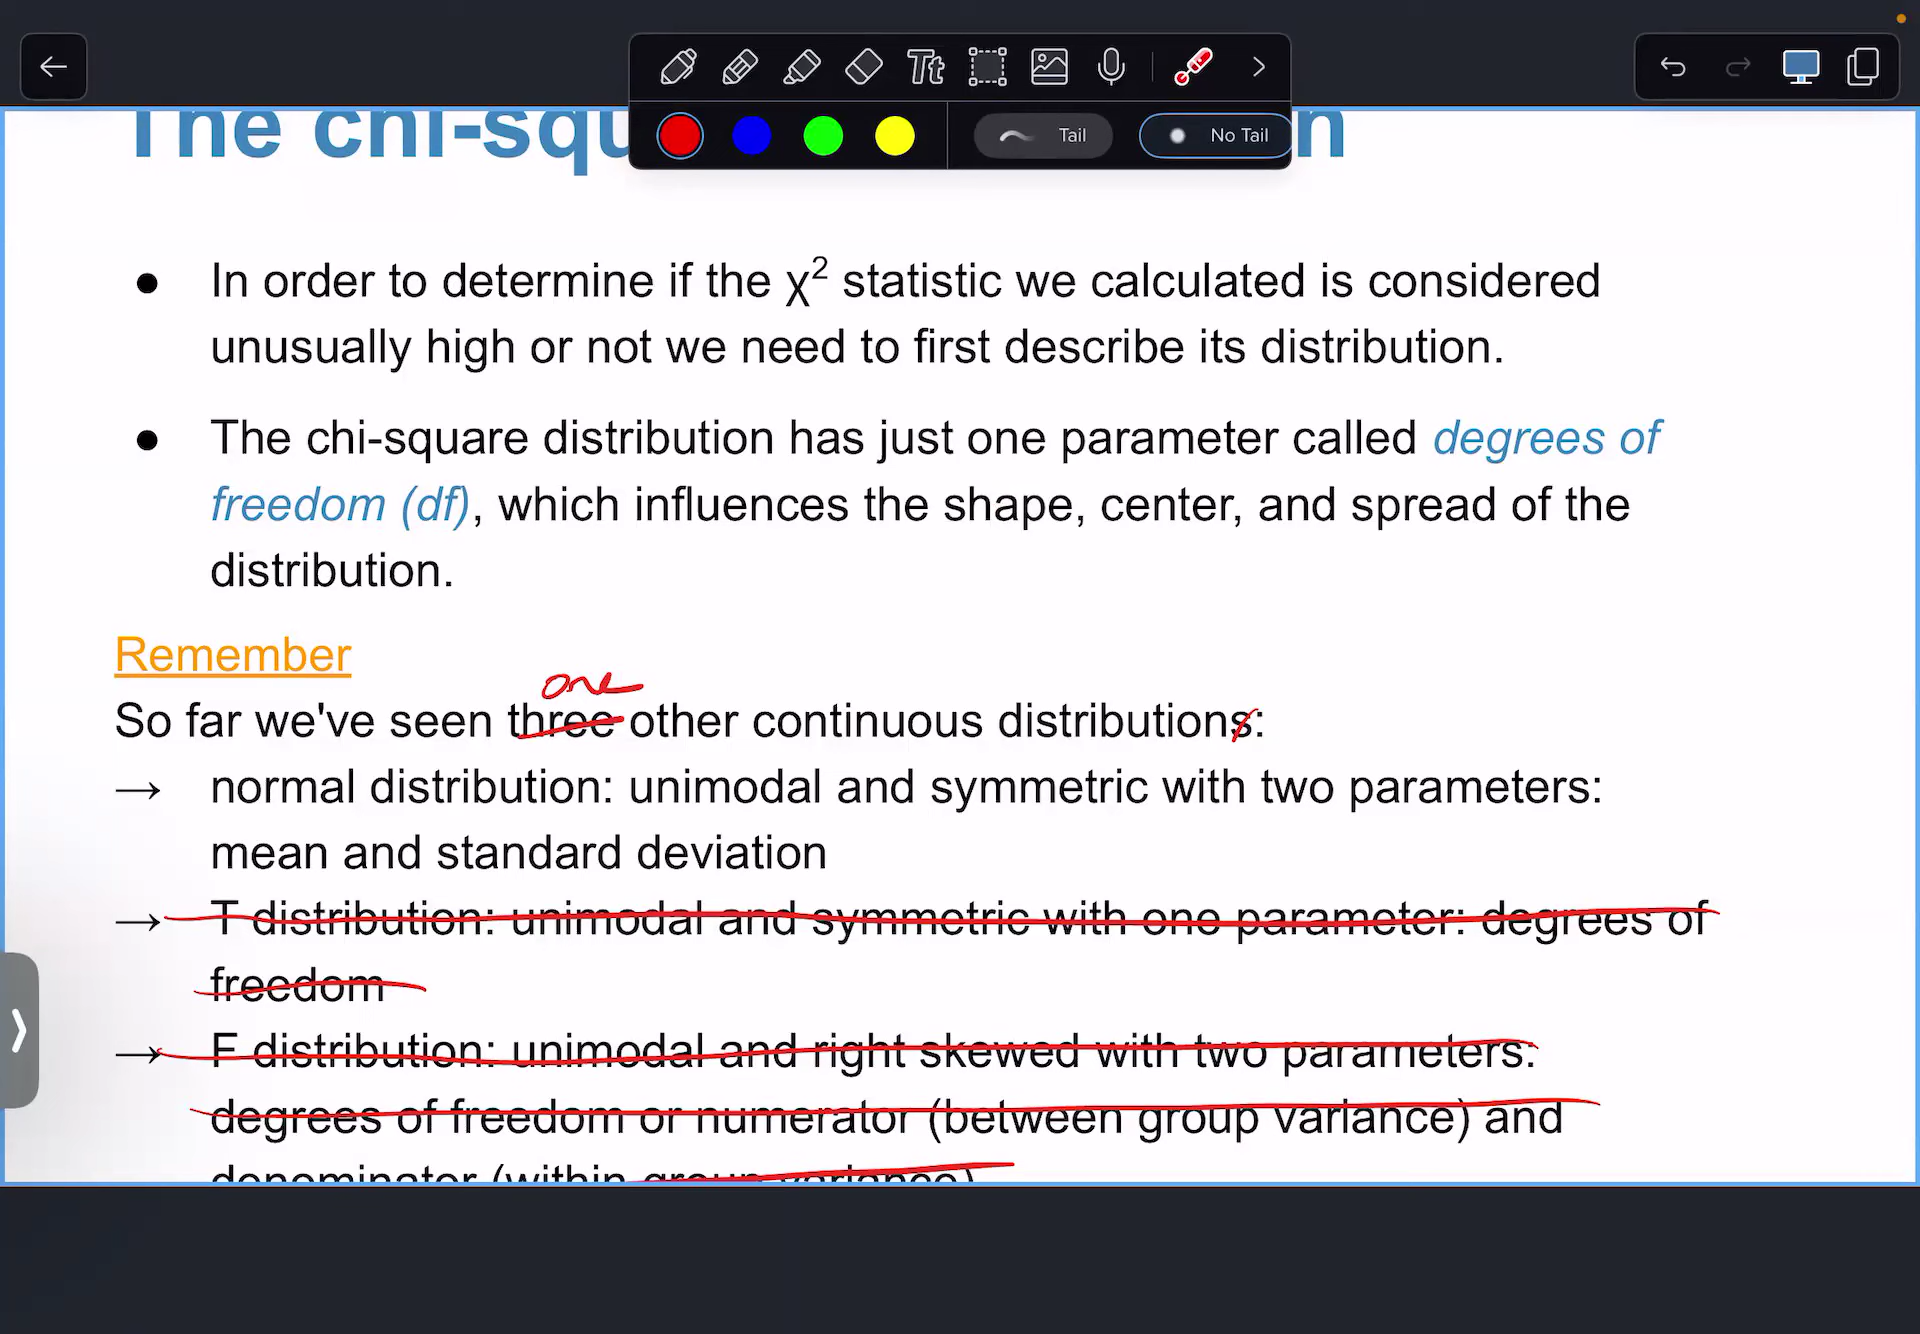 Tt
Tail
No Tail
The chi-squ n
● In order to determine if the χ² statistic we calculated is considered
unusually high or not we need to first describe its distribution.
● The chi-square distribution has just one parameter called degrees of
freedom (df), which influences the shape, center, and spread of the
distribution.
Remember
one
So far we've seen three other continuous distributions:
→ normal distribution: unimodal and symmetric with two parameters:
mean and standard deviation
→ T distribution: unimodal and symmetric with one parameter: degrees of
freedom
→ F distribution: unimodal and right skewed with two parameters:
degrees of freedom or numerator (between group variance) and
denominator (within group variance)